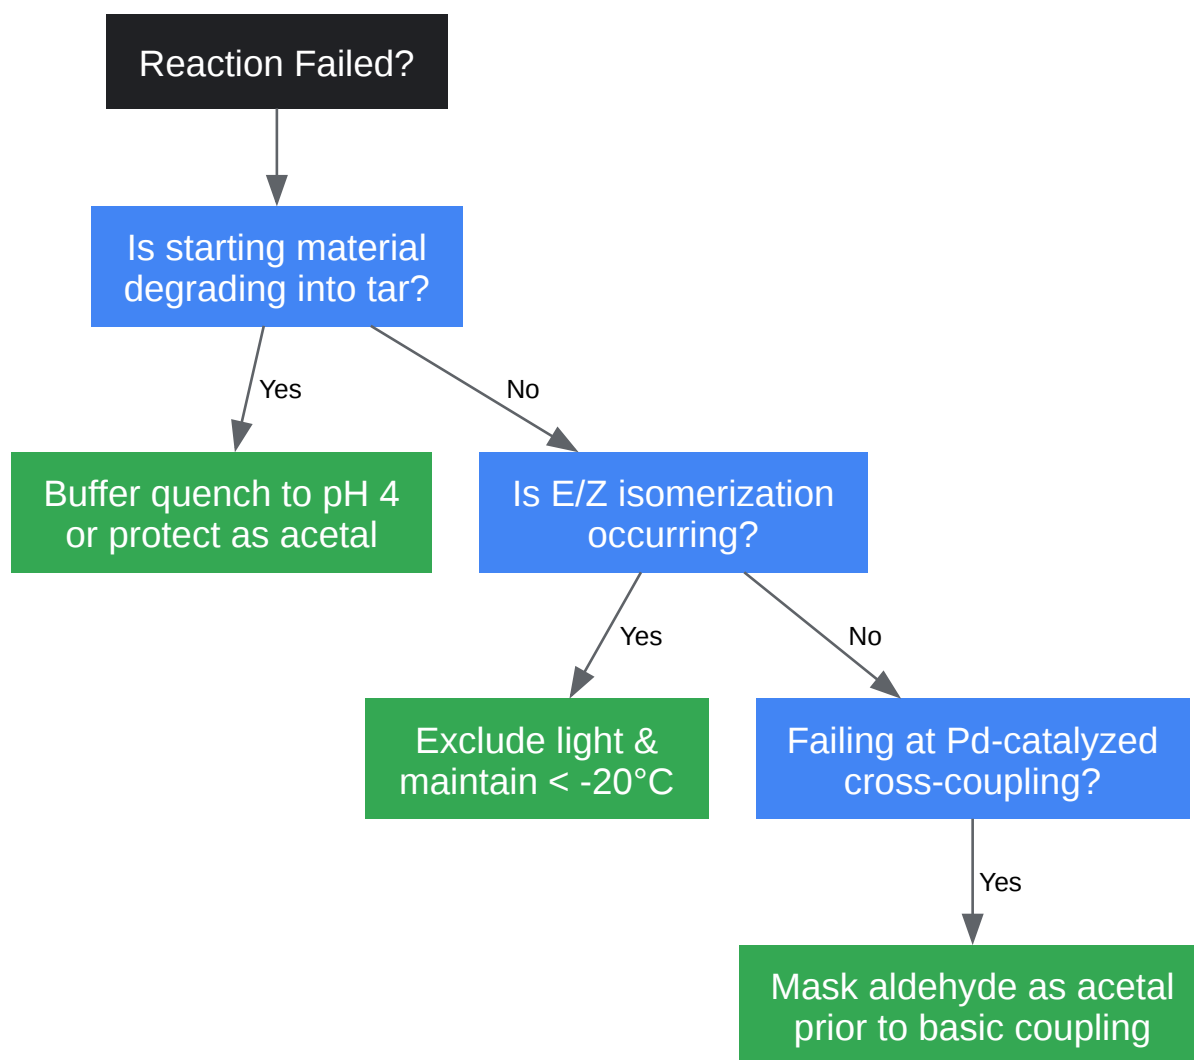 Reaction Failed?
Is starting material
degrading into tar?
Yes
No
Buffer quench to pH 4
or protect as acetal
Is E/Z isomerization
occurring?
Yes
No
Exclude light &
maintain < -20°C
Failing at Pd-catalyzed
cross-coupling?
Yes
Mask aldehyde as acetal
prior to basic coupling